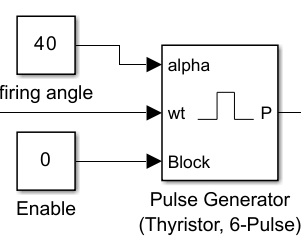 40
firing angle
alpha
wt
P
0
Block
Enable
Pulse Generator
(Thyristor, 6-Pulse)